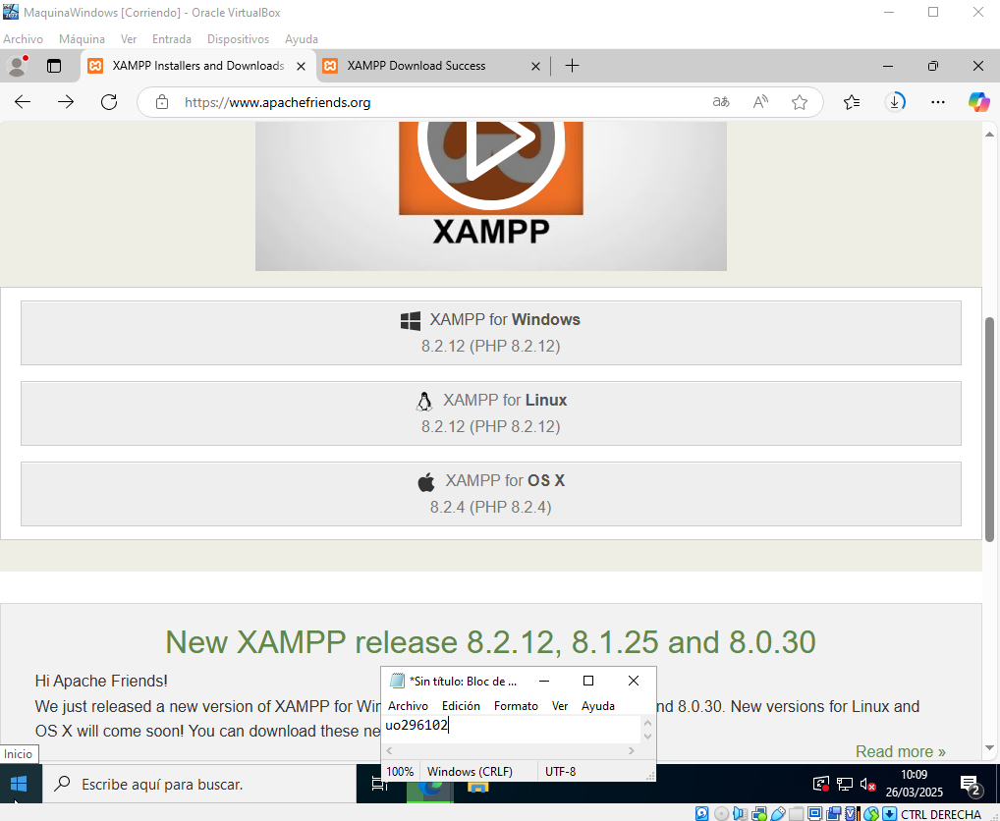 MaquinaWindows [Corriendo] - Oracle VirtualBox
Archivo Máquina Ver Entrada Dispositivos Ayuda
XAMPP Installers and Downloads XAMPP Download Success
https://www.apachefriends.org
XAMPP
XAMPP for Windows
8.2.12 (PHP 8.2.12)
XAMPP for Linux
8.2.12 (PHP 8.2.12)
XAMPP for OS X
8.2.4 (PHP 8.2.4)
New XAMPP release 8.2.12, 8.1.25 and 8.0.30
Hi Apache Friends!
We just released a new version of XAMPP for nd 8.0.30. New versions for Linux and
OS X will come soon! You can download these
Read more »
*Sin título: Bloc de ...
Archivo Edición Formato Ver Ayuda
uo296102
100% Windows (CRLF) UTF-8
Inicio
Escribe aquí para buscar.
10:09
26/03/2025
2
CTRL DERECHA